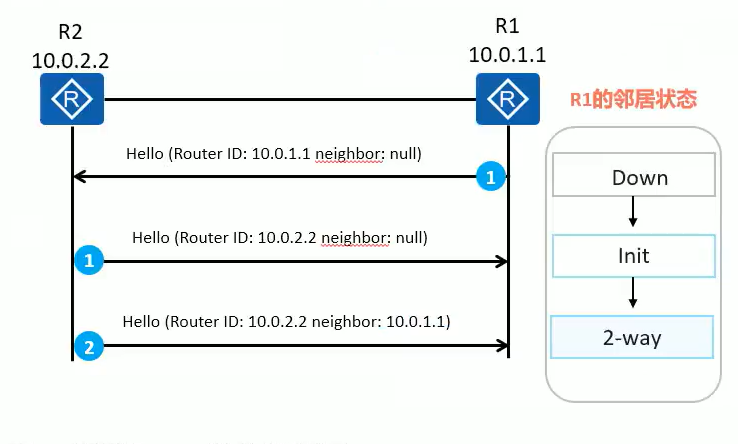 R2
10.0.2.2
R1
10.0.1.1
R
R
R1的邻居状态
Hello (Router ID: 10.0.1.1 neighbor: null)
1
Down
Hello (Router ID: 10.0.2.2 neighbor: null)
1
Init
Hello (Router ID: 10.0.2.2 neighbor: 10.0.1.1)
2
2-way